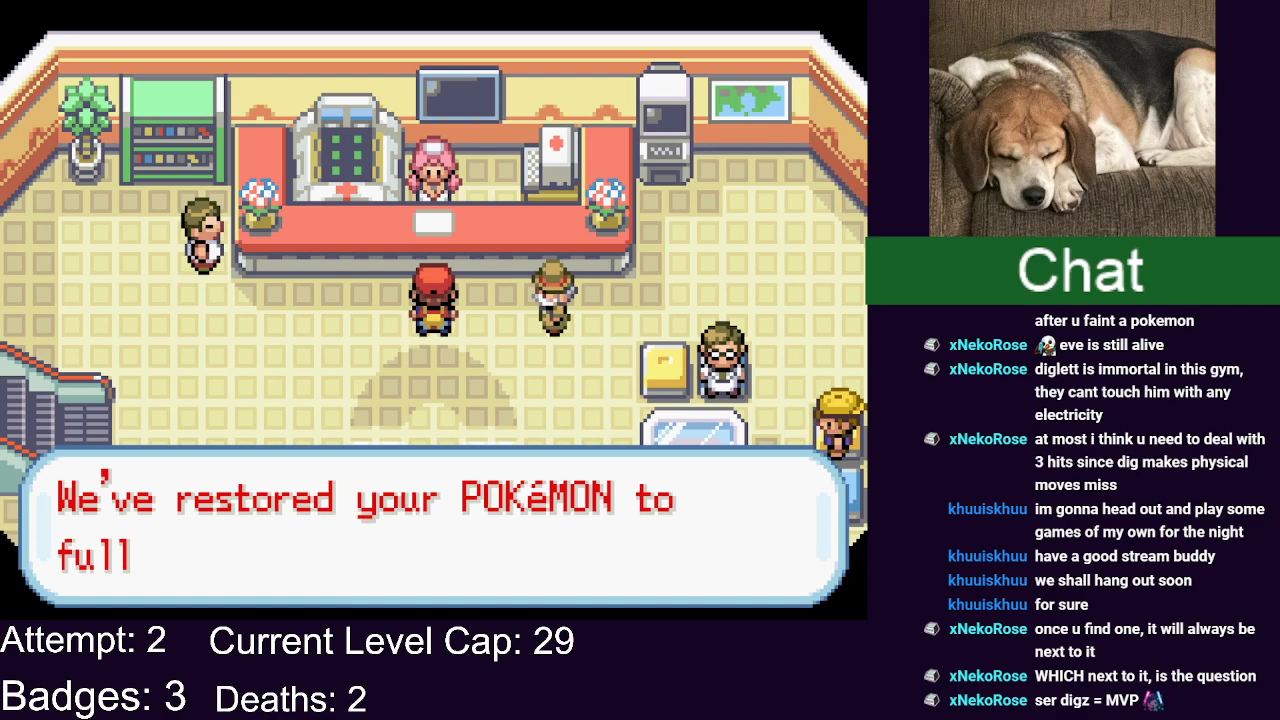 We've restored your POKéMON to
full
Attempt: 2 Current Level Cap: 29
Badges: 3 Deaths: 2
Chat
after u faint a pokemon
xNekoRose eve is still alive
xNekoRose diglett is immortal in this gym,
they cant touch him with any
electricity
xNekoRose at most i think u need to deal with
3 hits since dig makes physical
moves miss
khuuiskhuu im gonna head out and play some
games of my own for the night
khuuiskhuu have a good stream buddy
khuuiskhuu we shall hang out soon
khuuiskhuu for sure
xNekoRose once u find one, it will always be
next to it
xNekoRose WHICH next to it, is the question
xNekoRose ser digz = MVP